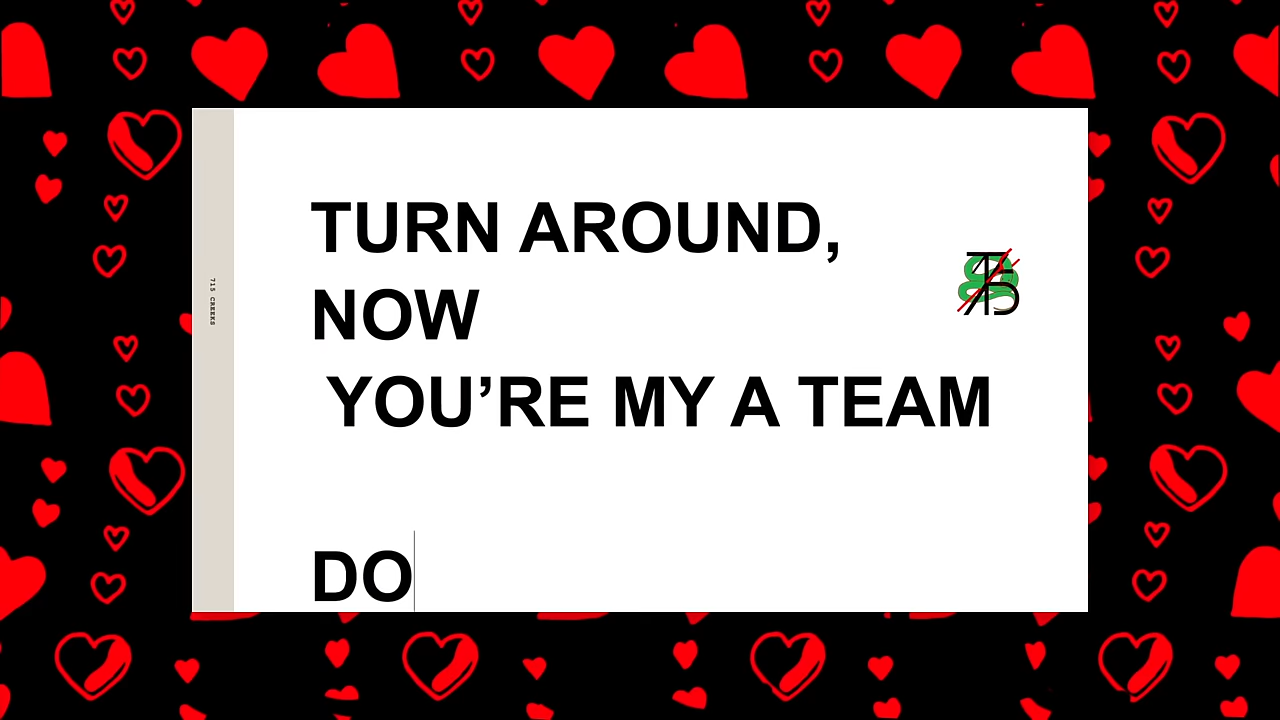 TURN AROUND,
NOW
YOU’RE MY A TEAM
DO
715 CREEKS